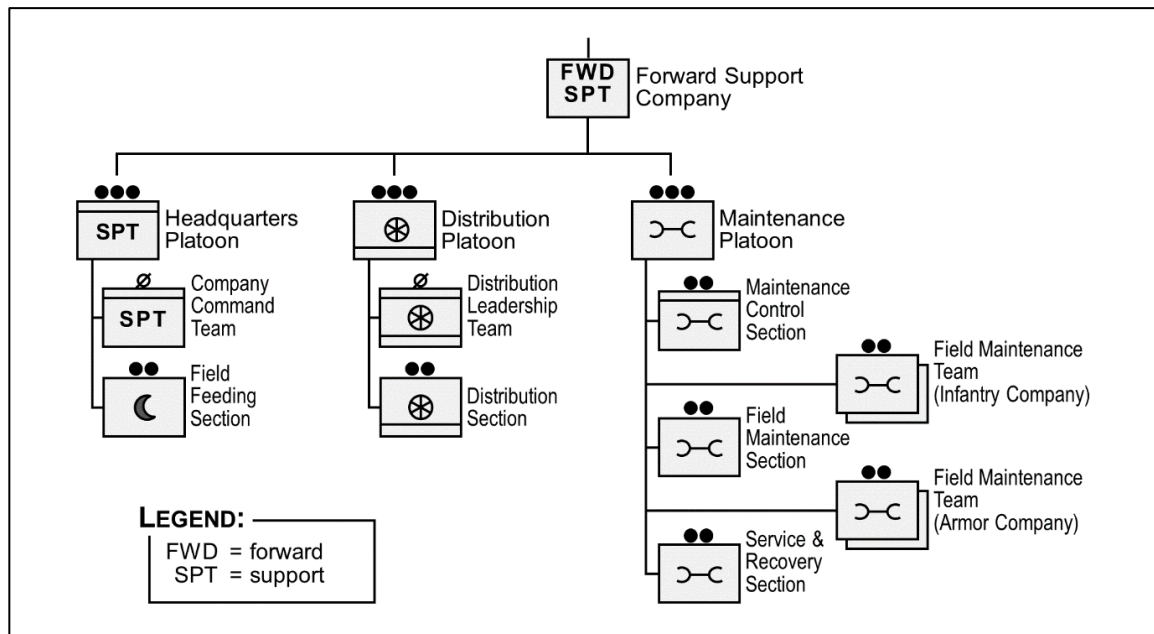 FWD
SPT
Forward Support
Company
SPT
Headquarters
Platoon
SPT
Company
Command
Team
Field
Feeding
Section
Distribution
Platoon
Distribution
Leadership
Team
Distribution
Section
Maintenance
Platoon
Maintenance
Control
Section
Field Maintenance
Team
(Infantry Company)
Field
Maintenance
Section
Field Maintenance
Team
(Armor Company)
Service &
Recovery
Section
LEGEND:
FWD = forward
SPT = support